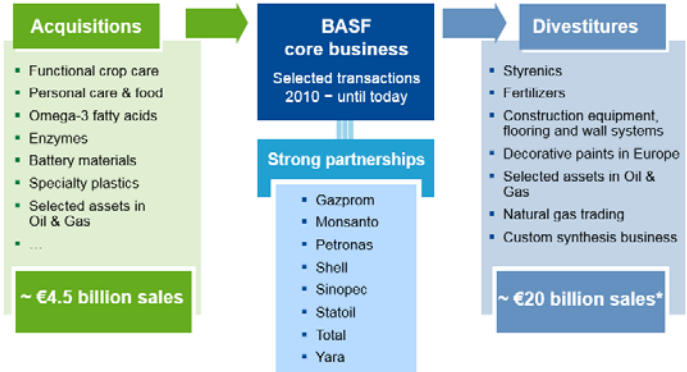 Acquisitions
▪ Functional crop care
▪ Personal care & food
▪ Omega-3 fatty acids
▪ Enzymes
▪ Battery materials
▪ Specialty plastics
▪ Selected assets in
Oil & Gas
▪ …
~ €4.5 billion sales
BASF
core business
Selected transactions
2010 – until today
Strong partnerships
▪ Gazprom
▪ Monsanto
▪ Petronas
▪ Shell
▪ Sinopec
▪ Statoil
▪ Total
▪ Yara
Divestitures
▪ Styrenics
▪ Fertilizers
▪ Construction equipment,
flooring and wall systems
▪ Decorative paints in Europe
▪ Selected assets in Oil &
Gas
▪ Natural gas trading
▪ Custom synthesis business
~ €20 billion sales*